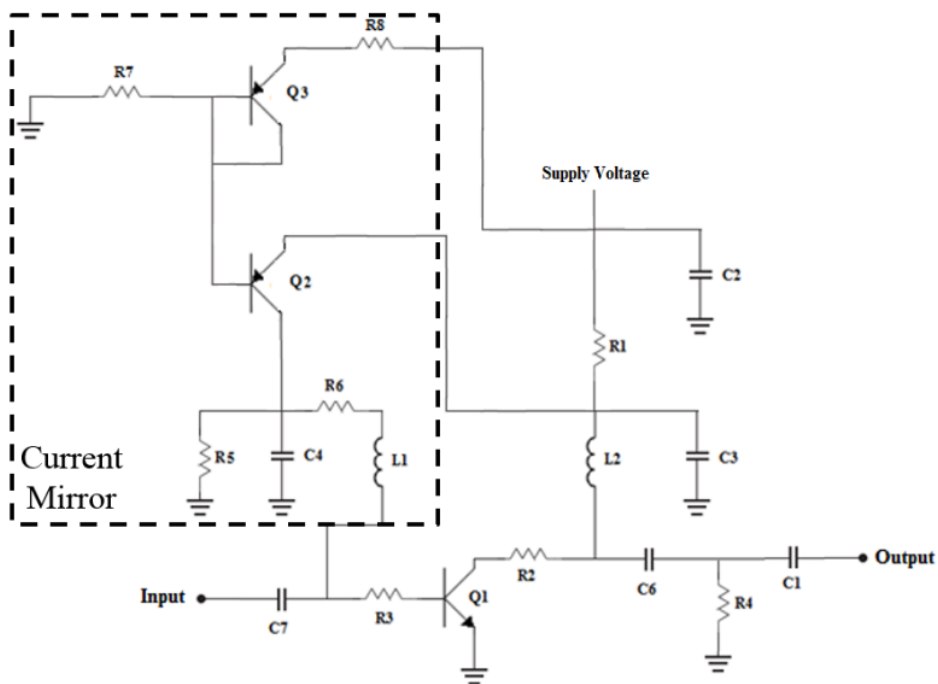 R8
R7
Q3
Supply Voltage
Q2
C2
R1
R6
Current
Mirror
R5
C4
L1
L2
C3
R2
Output
Input
C7
R3
Q1
C6
R4
C1